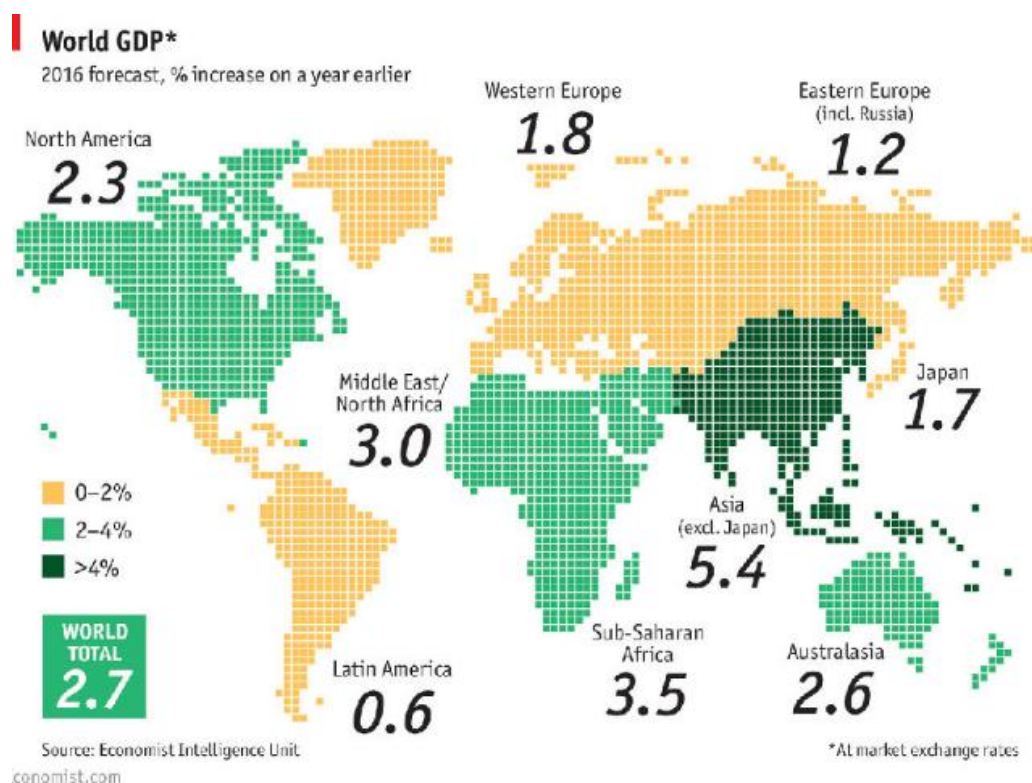 World GDP*
2016 forecast, % increase on a year earlier
North America
2.3
Western Europe
1.8
Eastern Europe
(incl. Russia)
1.2
Middle East/
North Africa
3.0
Japan
1.7
0–2%
2–4%
>4%
Asia
(excl. Japan)
5.4
WORLD
TOTAL
2.7
Latin America
0.6
Sub-Saharan
Africa
3.5
Australasia
2.6
Source: Economist Intelligence Unit
*At market exchange rates
conomist.com